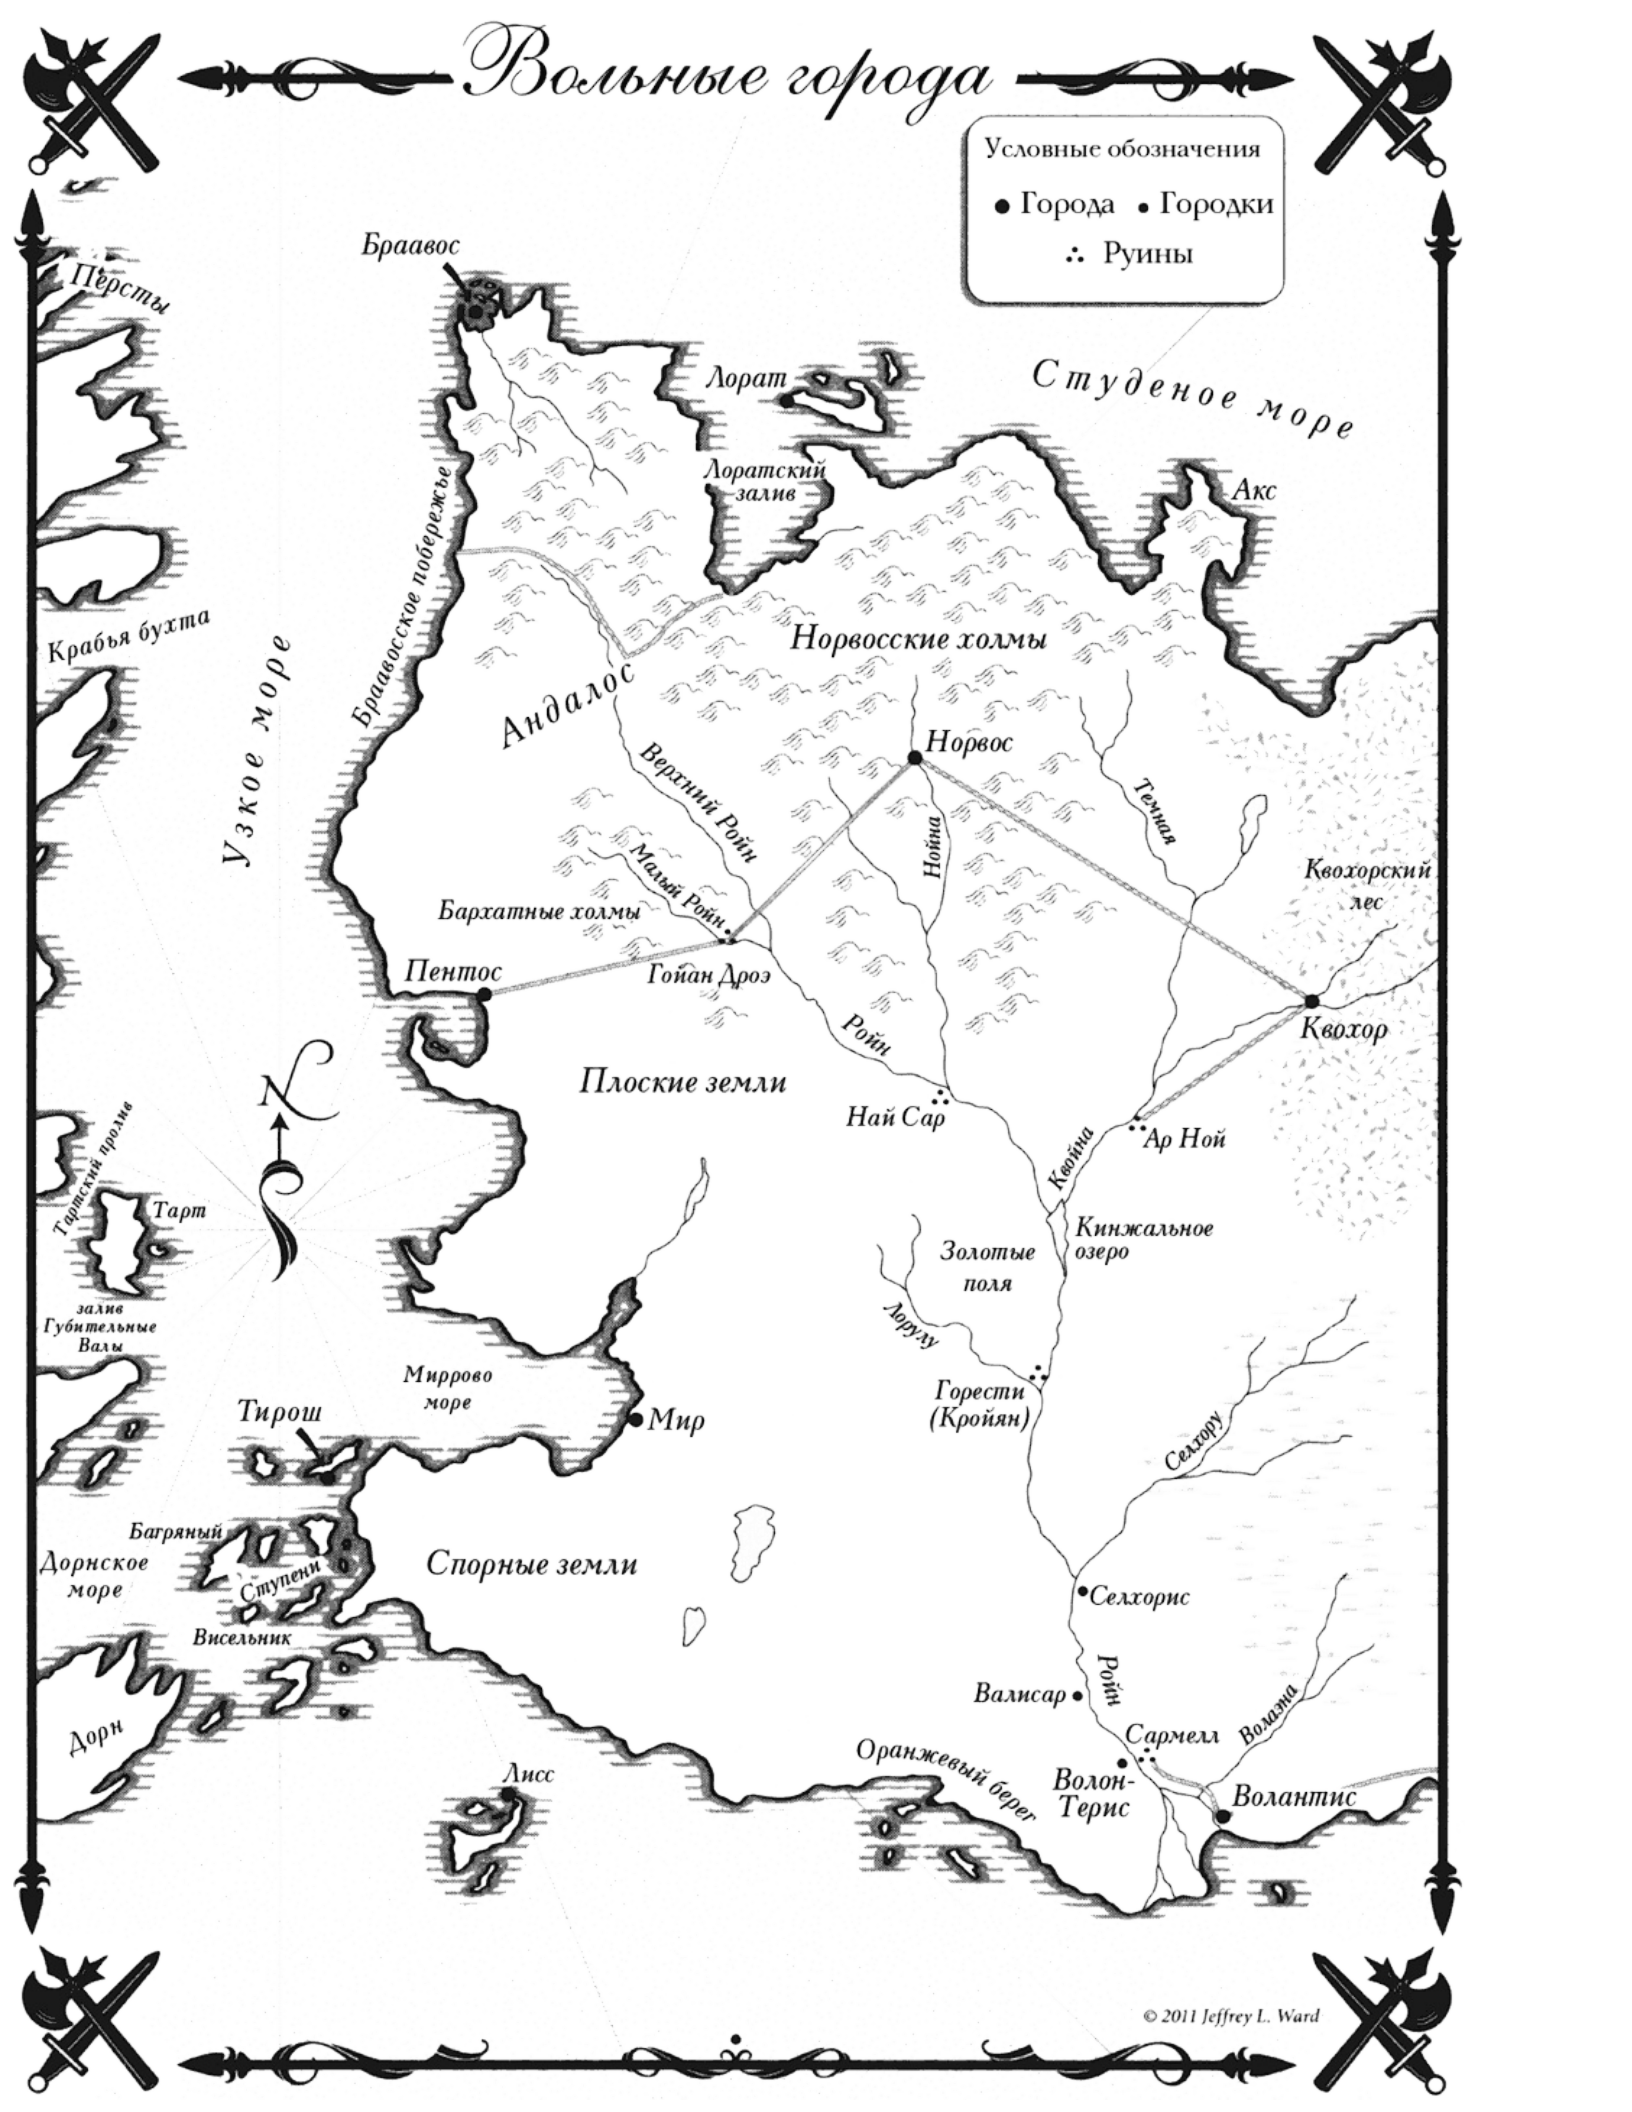 Вольные города
Условные обозначения
Города
Городки
Руины
Браавос
Персты
Студеное море
Лорат
Лоратский
залив
Акс
Браавосское побережье
Крабья бухта
Узкое море
Норвосские холмы
Андалос
Норвос
Верхний Ройн
Темная
Нойна
Малый Ройн
Квохорский
лес
Бархатные холмы
Пентос
Гойан Дроэ
Квохор
Ройн
N
Плоские земли
Най Сар
Ар Ной
Квойна
Тартский пролив
Тарт
Кинжальное
озеро
Золотые
поля
залив
Губительные
Валы
Лорулу
Миррово
море
Горести
(Кройян)
Тирош
Мир
Селхору
Багряный
Дорнское
море
Ступени
Спорные земли
Селхорис
Висельник
Ройн
Валисар
Волаэна
Дорн
Сармелл
Оранжевый берег
Лисс
Волон-
Терис
Волантис
© 2011 Jeffrey L. Ward